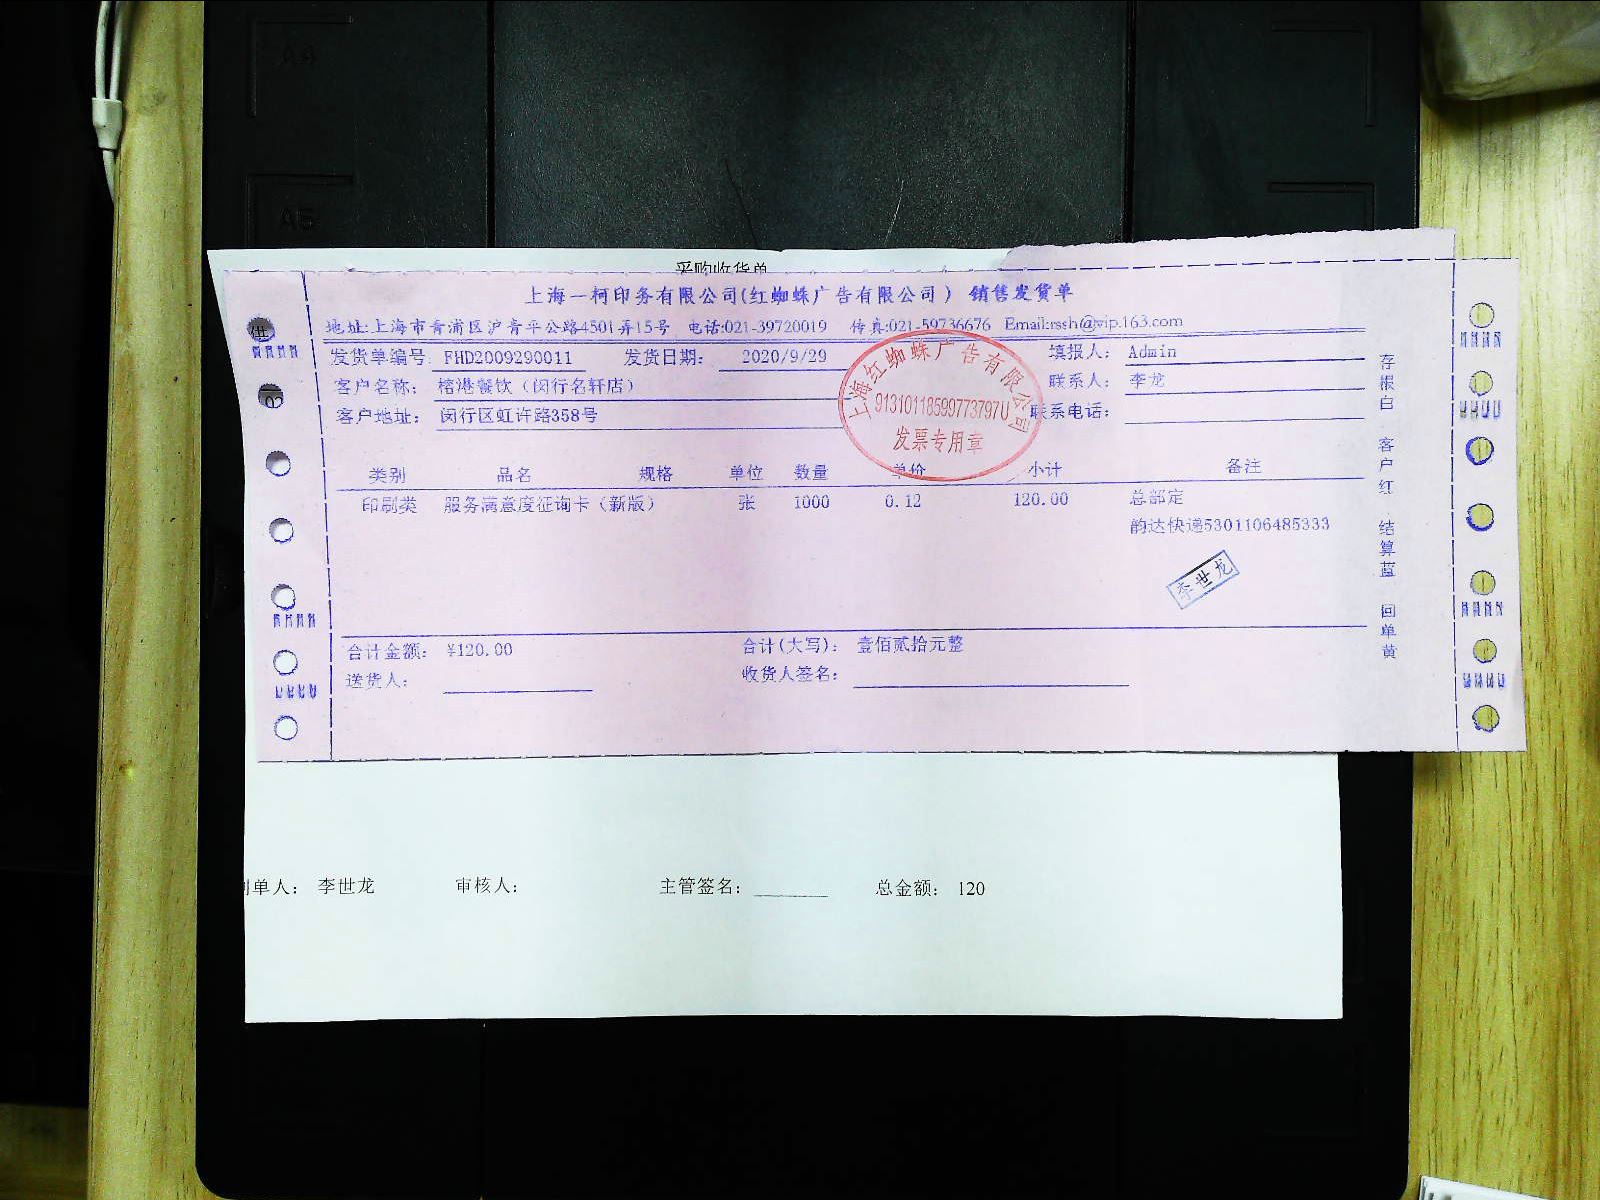 A4
A5
采购收货单
上海一柯印务有限公司(红蜘蛛广告有限公司) 销售发货单
地址:上海市青浦区沪青平公路4501弄15号 电话:021-39720019 传真:021-59736676 Email:rssh@vip.163.com
发货单编号: FHD2009290011 发货日期: 2020/9/29 填报人: Admin
客户名称: 榕港餐饮(闵行名轩店) 联系人: 李龙
客户地址: 闵行区虹许路358号 联系电话:
上海红蜘蛛广告有限公司
91310118599773797U
发票专用章
类别 品名 规格 单位 数量 单价 小计 备注
印刷类 服务满意度征询卡(新版) 张 1000 0.12 120.00 总部定
韵达快递5301106485333
李世龙
合计金额: ¥120.00 合计(大写): 壹佰贰拾元整
送货人: 收货人签名:
存根白 客户红 结算蓝 回单黄
供
02
单人: 李世龙 审核人: 主管签名: 总金额: 120